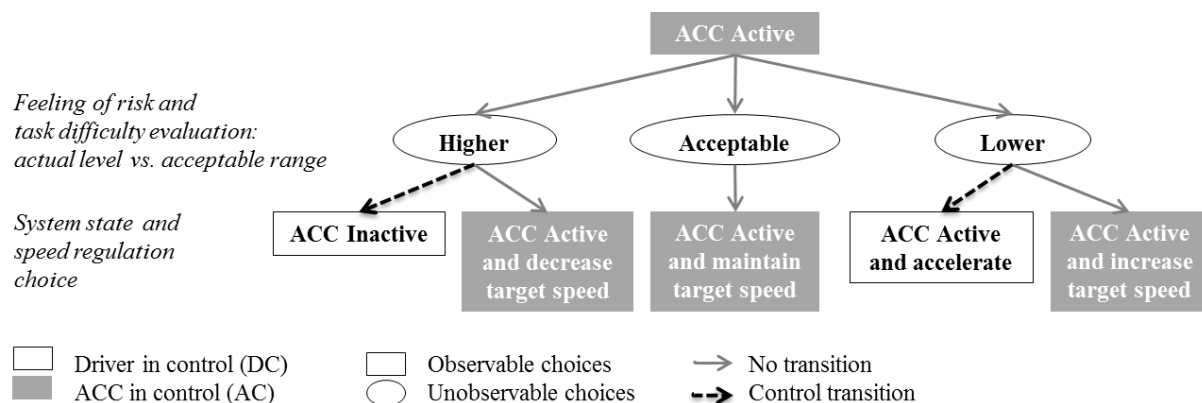 ACC Active
Feeling of risk and
task difficulty evaluation:
actual level vs. acceptable range
Higher
Acceptable
Lower
System state and
speed regulation
choice
ACC Inactive
ACC Active
and decrease
target speed
ACC Active
and maintain
target speed
ACC Active
and accelerate
ACC Active
and increase
target speed
Driver in control (DC)
Observable choices
No transition
ACC in control (AC)
Unobservable choices
Control transition